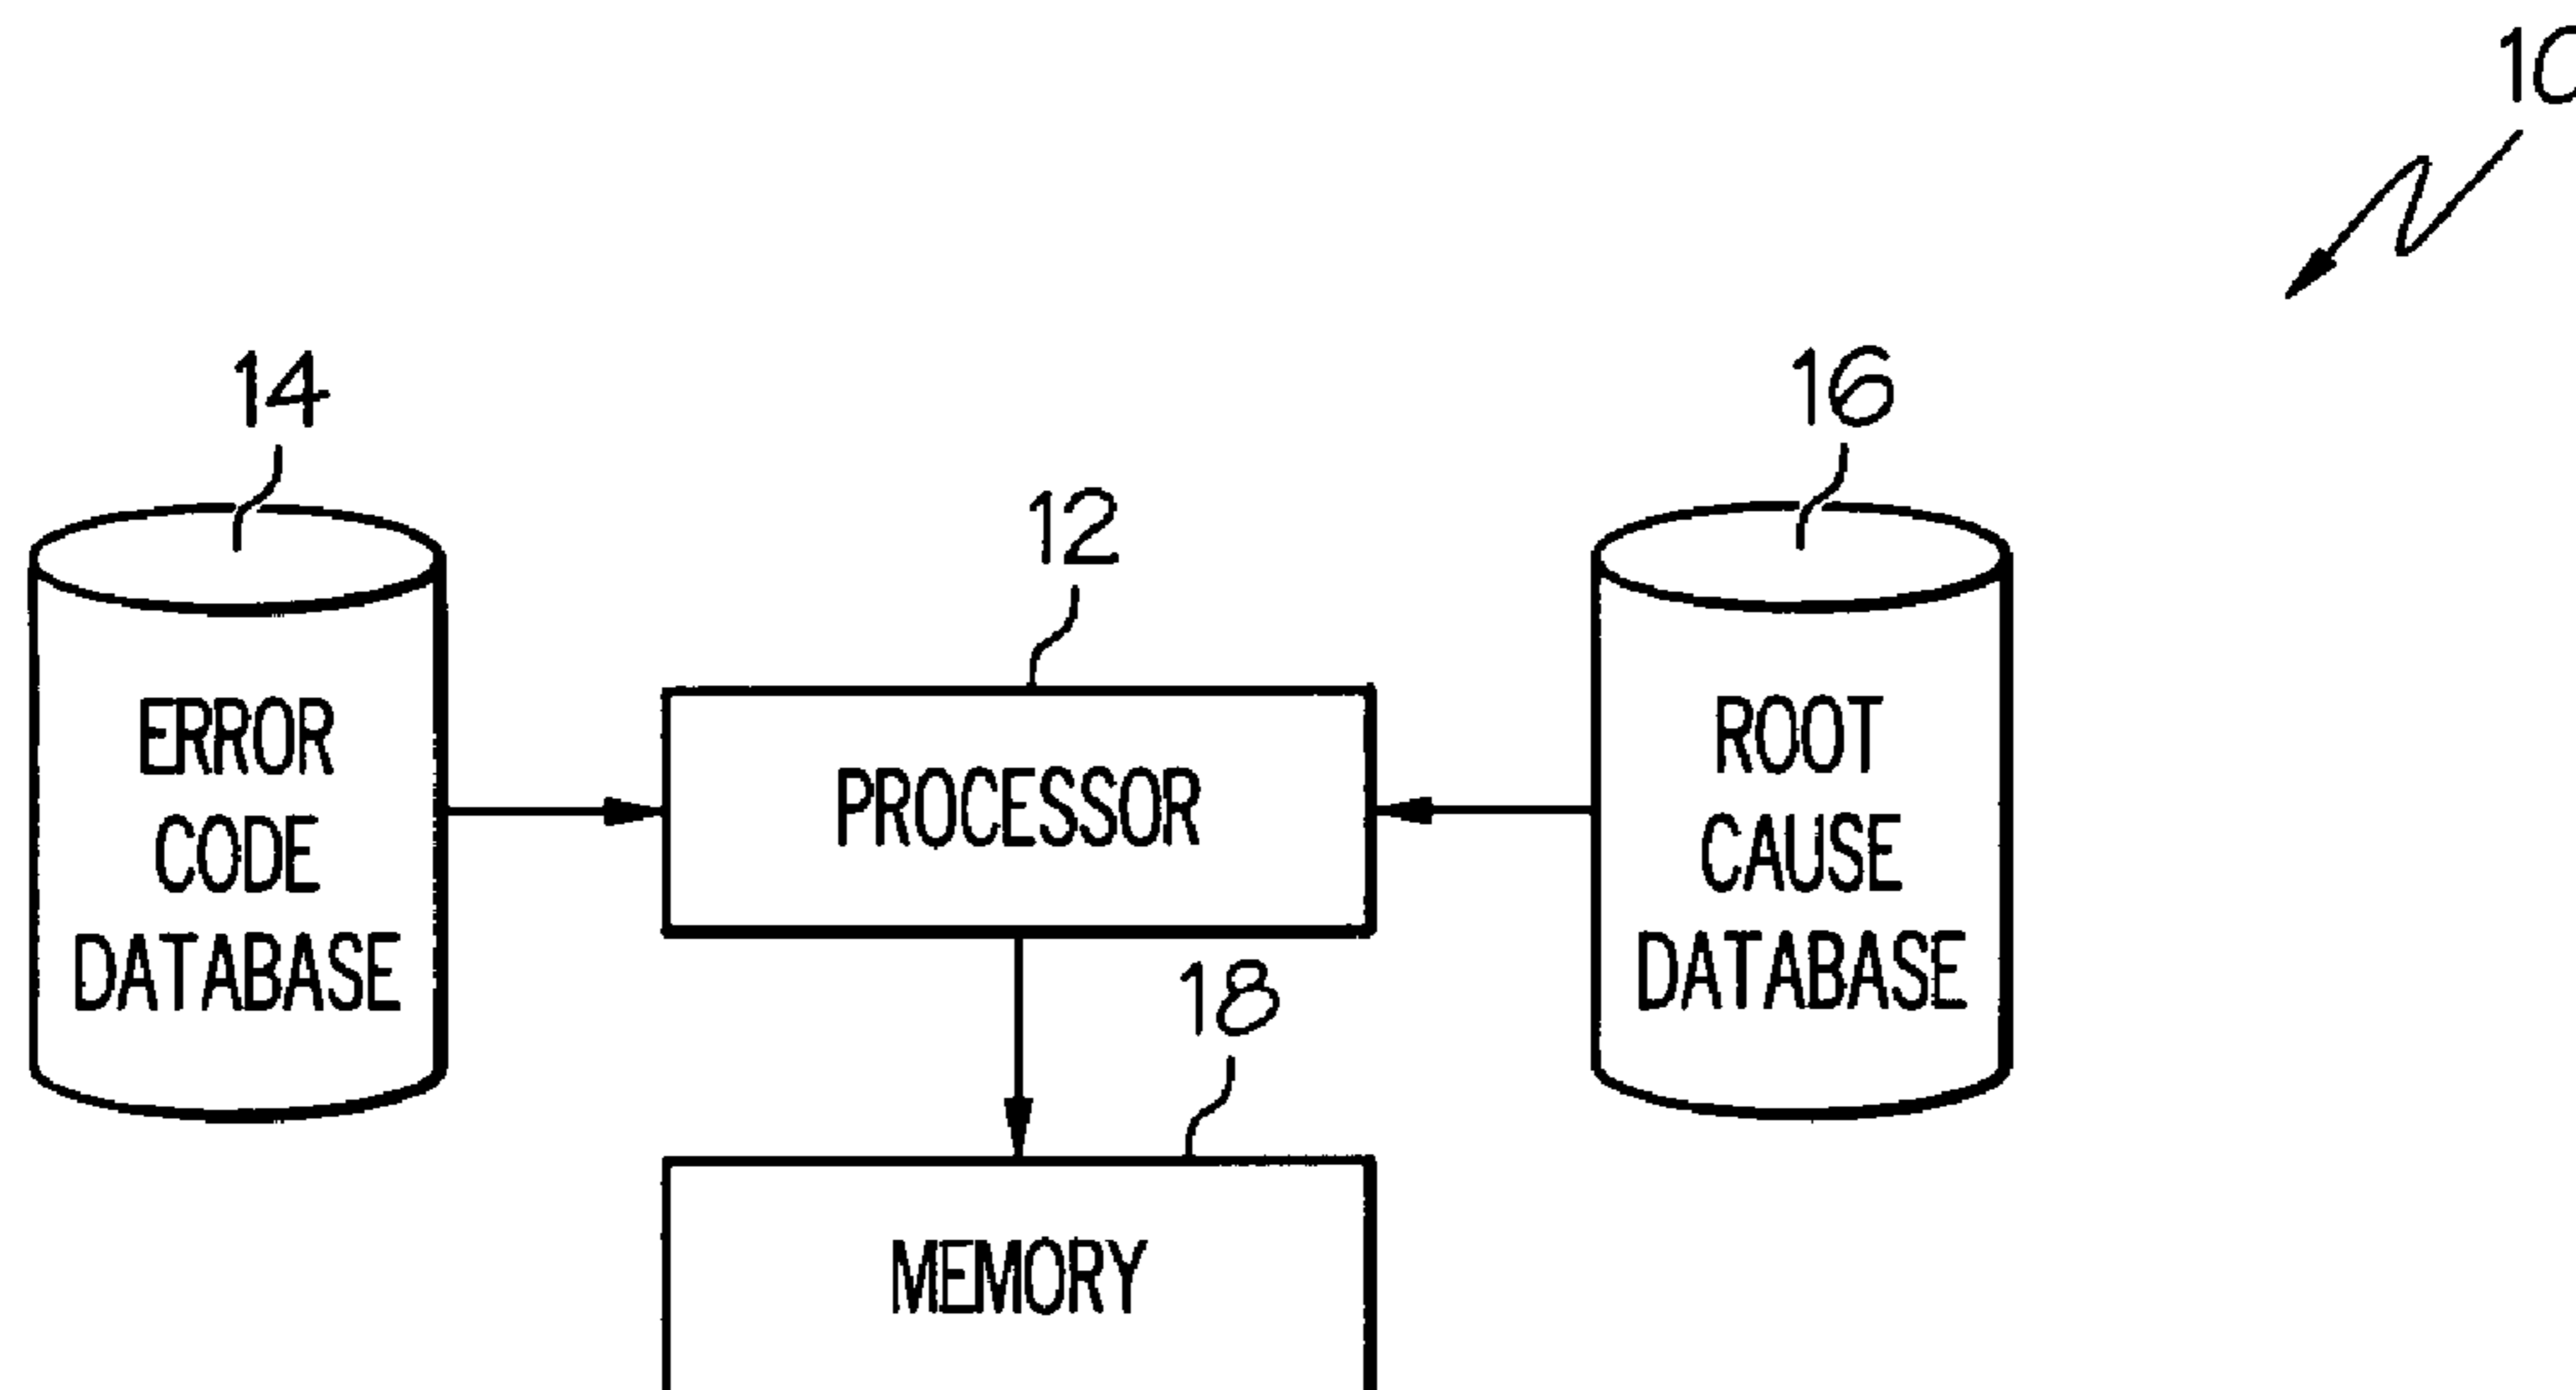 10
14
16
12
ERROR
CODE
DATABASE
PROCESSOR
ROOT
CAUSE
DATABASE
18
MEMORY